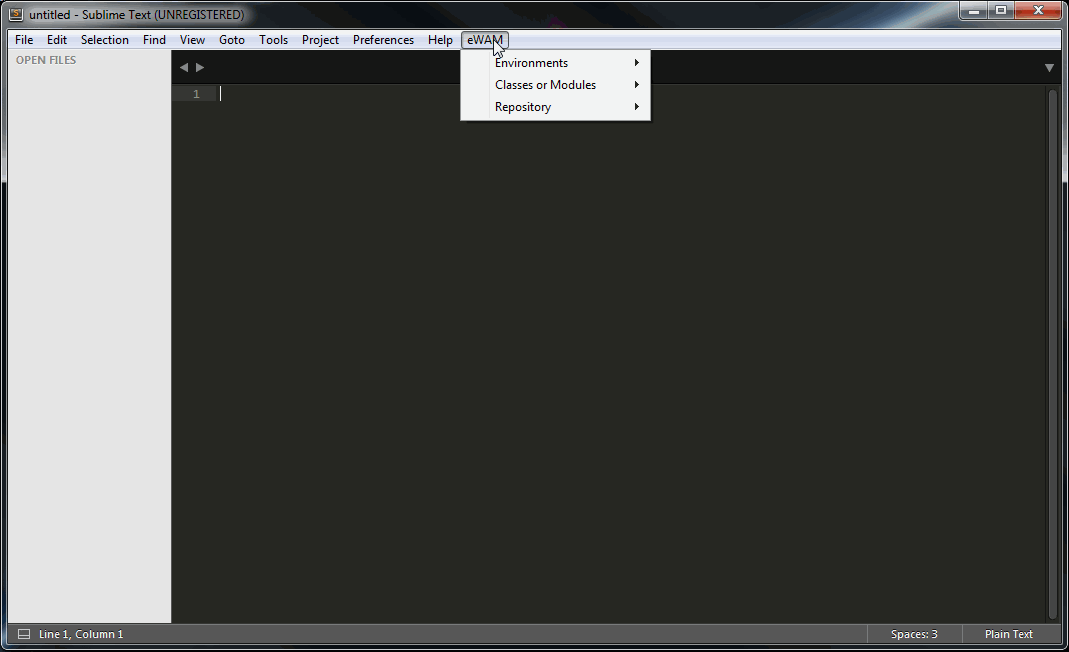 untitled - Sublime Text (UNREGISTERED)
File Edit Selection Find View Goto Tools Project Preferences Help eWAM
OPEN FILES
Environments
Classes or Modules
Repository
1
Line 1, Column 1 Spaces: 3 Plain Text